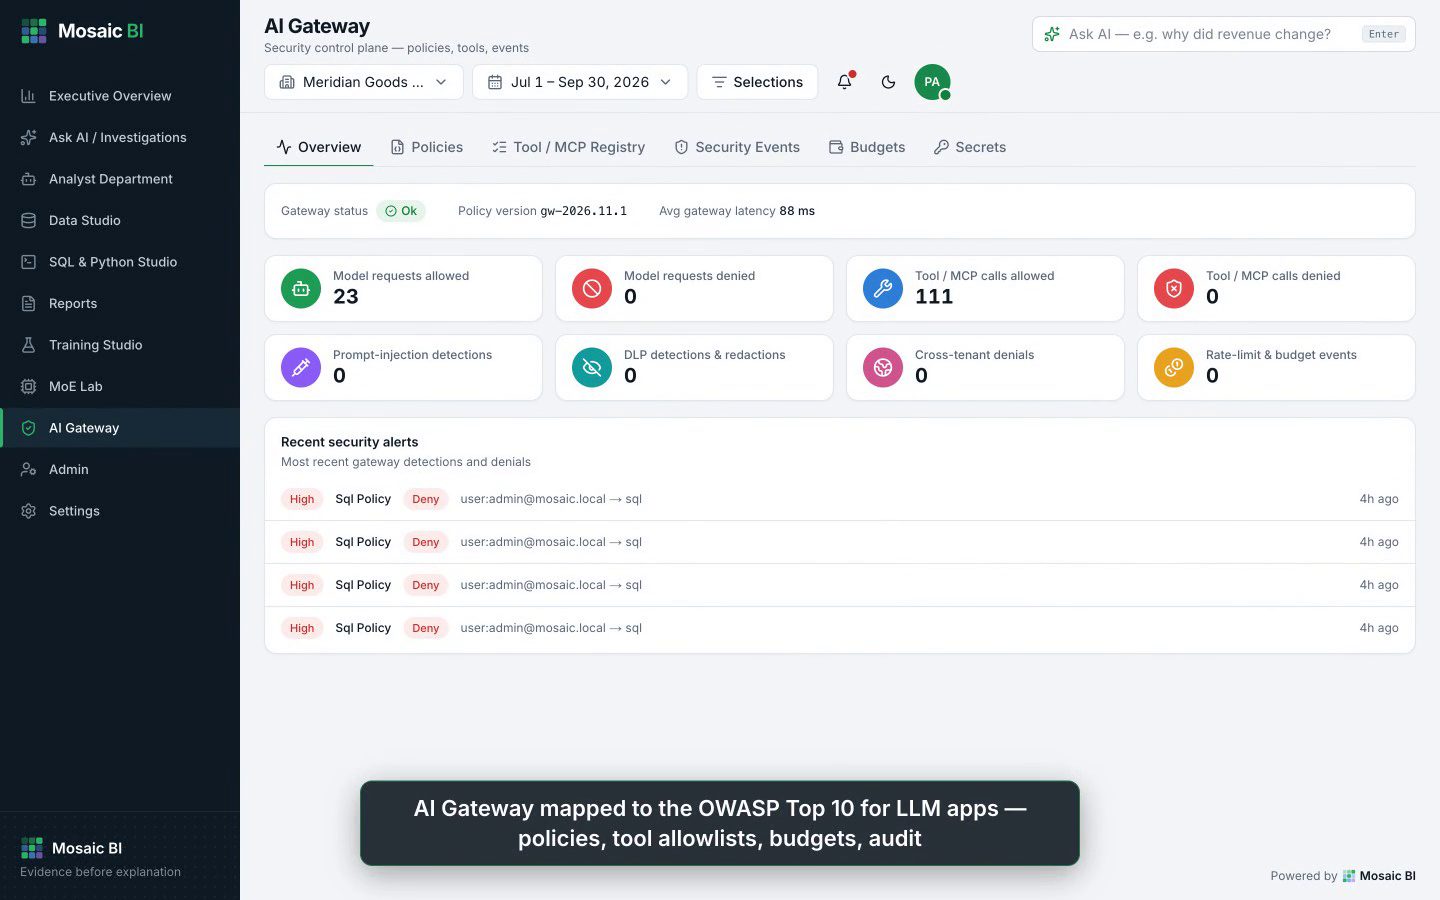 Mosaic BI
Executive Overview
Ask AI / Investigations
Analyst Department
Data Studio
SQL & Python Studio
Reports
Training Studio
MoE Lab
AI Gateway
Admin
Settings
Mosaic BI
Evidence before explanation
AI Gateway
Security control plane — policies, tools, events
Ask AI — e.g. why did revenue change? Enter
Meridian Goods ... Jul 1 – Sep 30, 2026 Selections PA
Overview Policies Tool / MCP Registry Security Events Budgets Secrets
Gateway status Ok Policy version gw-2026.11.1 Avg gateway latency 88 ms
Model requests allowed
23
Model requests denied
0
Tool / MCP calls allowed
111
Tool / MCP calls denied
0
Prompt-injection detections
0
DLP detections & redactions
0
Cross-tenant denials
0
Rate-limit & budget events
0
Recent security alerts
Most recent gateway detections and denials
High Sql Policy Deny user:admin@mosaic.local → sql 4h ago
High Sql Policy Deny user:admin@mosaic.local → sql 4h ago
High Sql Policy Deny user:admin@mosaic.local → sql 4h ago
High Sql Policy Deny user:admin@mosaic.local → sql 4h ago
AI Gateway mapped to the OWASP Top 10 for LLM apps —
policies, tool allowlists, budgets, audit
Powered by Mosaic BI